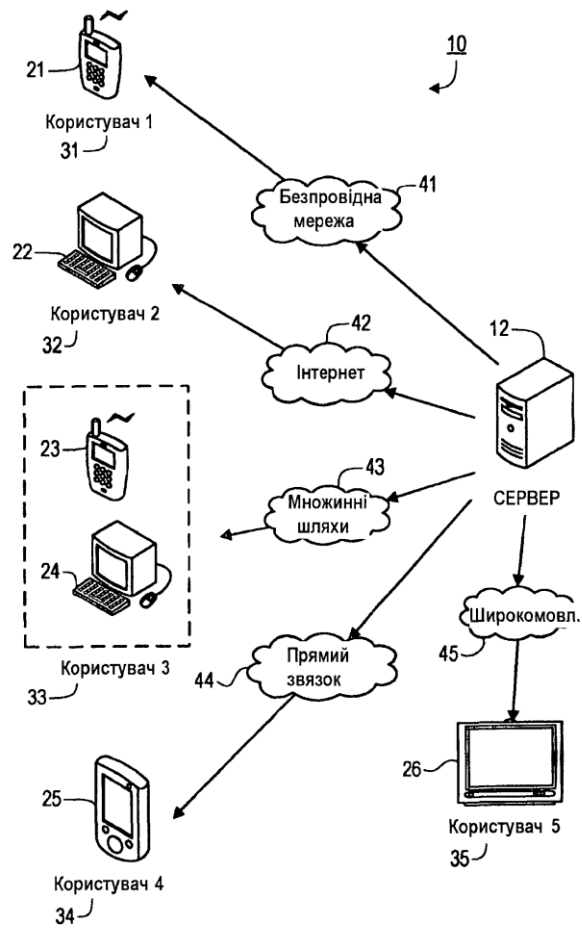 21
10
Користувач 1
31
Безпровідна
мережа
41
22
Користувач 2
32
42
Інтернет
12
СЕРВЕР
23
24
43
Множинні
шляхи
Користувач 3
33
44
Прямий
звязок
Широкомовл.
45
25
Користувач 4
34
26
Користувач 5
35